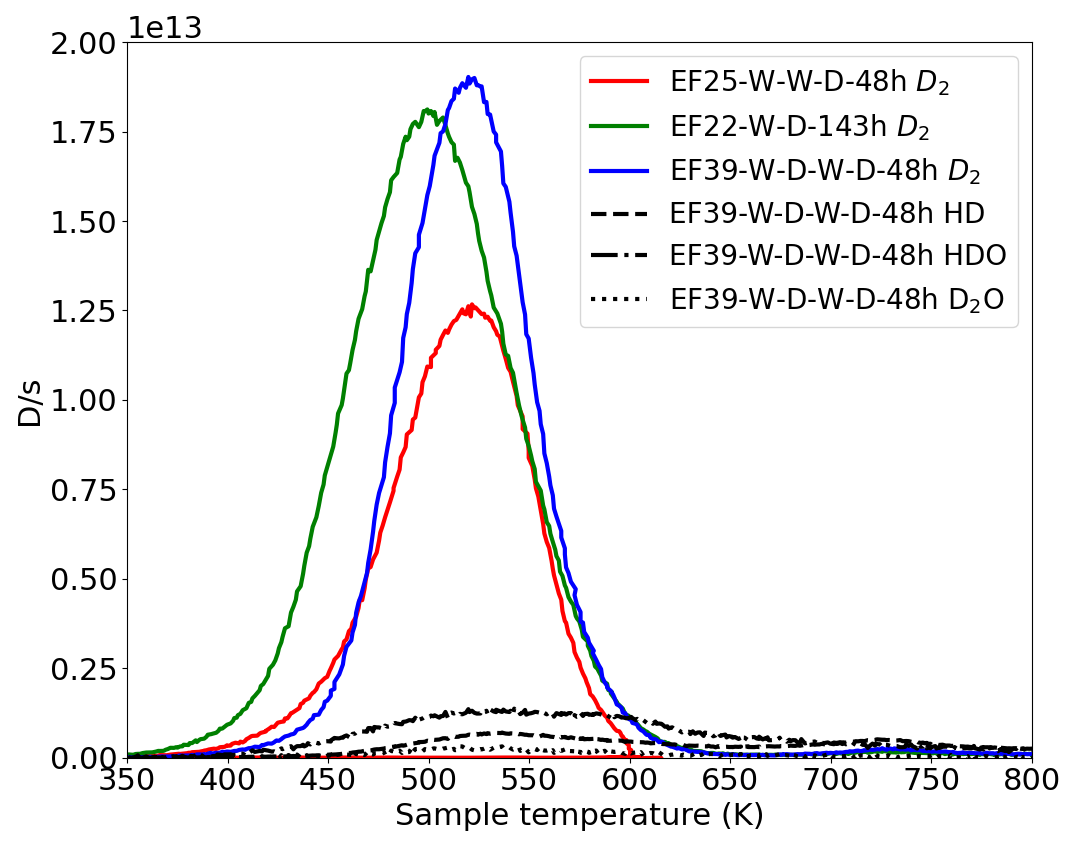 1e13
2.00
1.75
1.50
1.25
1.00
0.75
0.50
0.25
0.00
D/s
EF25-W-W-D-48h D₂
EF22-W-D-143h D₂
EF39-W-D-W-D-48h D₂
EF39-W-D-W-D-48h HD
EF39-W-D-W-D-48h HDO
EF39-W-D-W-D-48h D₂O
350 400 450 500 550 600 650 700 750 800
Sample temperature (K)